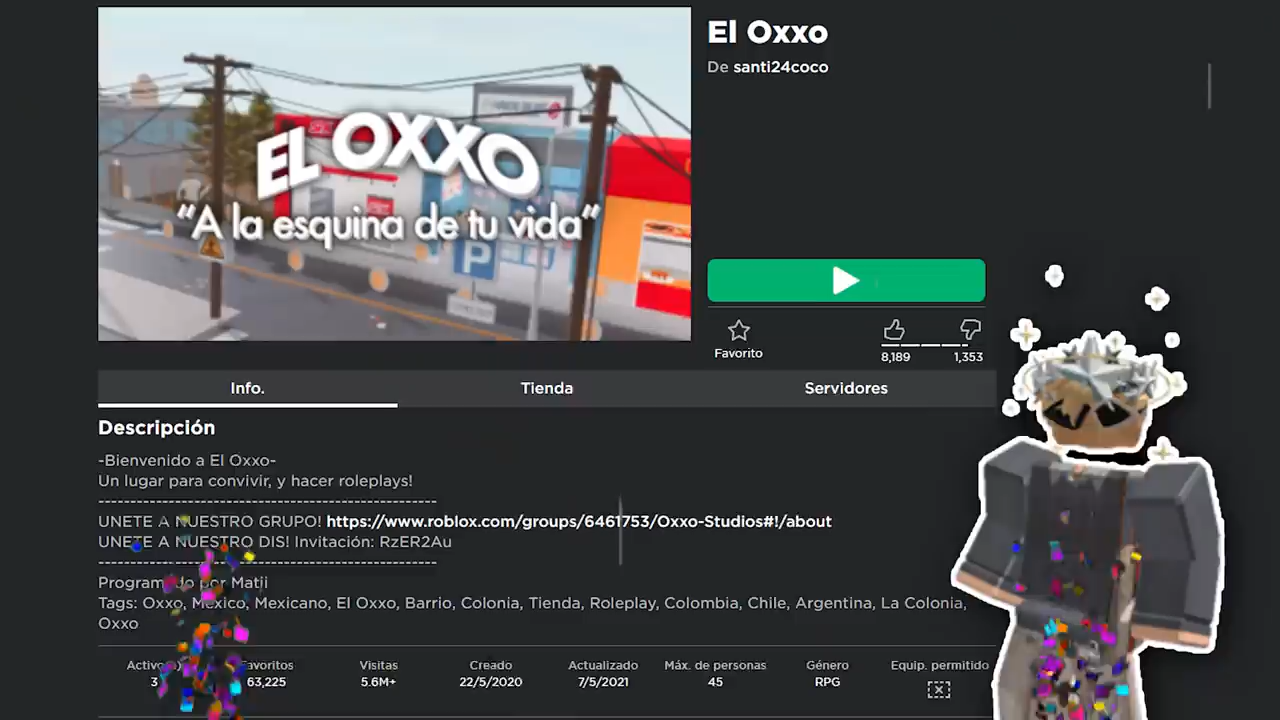 El Oxxo
De santi24coco
EL OXXO
"A la esquina de tu vida"
P
Favorito
8,189
1,353
Info.
Tienda
Servidores
Descripción
-Bienvenido a El Oxxo-
Un lugar para convivir, y hacer roleplays!
----------------------------------------------------
UNETE A NUESTRO GRUPO! https://www.roblox.com/groups/6461753/Oxxo-Studios#!/about
UNETE A NUESTRO DIS! Invitación: RzER2Au
----------------------------------------------------
Programado por Matii
Tags: Oxxo, Mexico, Mexicano, El Oxxo, Barrio, Colonia, Tienda, Roleplay, Colombia, Chile, Argentina, La Colonia,
Oxxo
Activo(s) Favoritos Visitas Creado Actualizado Máx. de personas Género Equip. permitido
3 63,225 5.6M+ 22/5/2020 7/5/2021 45 RPG